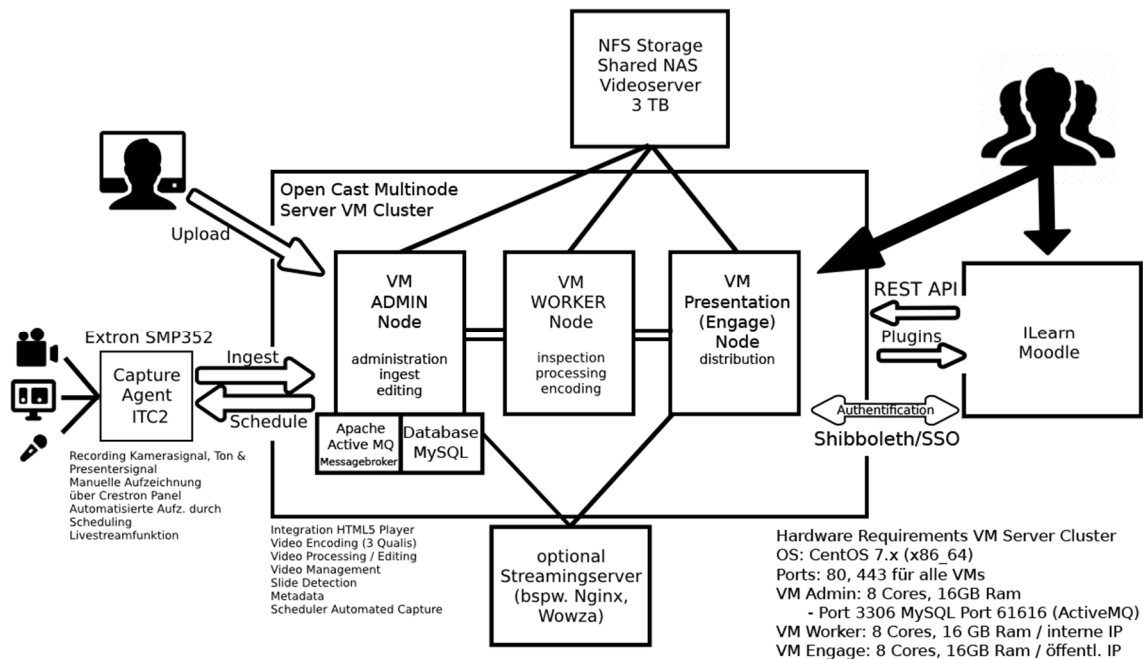 NFS Storage
Shared NAS
Videoserver
3 TB
Open Cast Multinode
Server VM Cluster
Upload
VM
ADMIN
Node
administration
ingest
editing
VM
WORKER
Node
inspection
processing
encoding
VM
Presentation
(Engage)
Node
distribution
REST API
Plugins
ILearn
Moodle
Authentification
Shibboleth/SSO
Extron SMP352
Capture
Agent
ITC2
Ingest
Schedule
Apache
Active MQ
Messagebroker
Database
MySQL
Recording Kamerasignal, Ton &
Presentersignal
Manuelle Aufzeichnung
über Crestron Panel
Automatisierte Aufz. durch
Scheduling
Livestreamfunktion
Integration HTML5 Player
Video Encoding (3 Qualis)
Video Processing / Editing
Video Management
Slide Detection
Metadata
Scheduler Automated Capture
optional
Streamingserver
(bspw. Nginx,
Wowza)
Hardware Requirements VM Server Cluster
OS: CentOS 7.x (x86_64)
Ports: 80, 443 für alle VMs
VM Admin: 8 Cores, 16GB Ram
- Port 3306 MySQL Port 61616 (ActiveMQ)
VM Worker: 8 Cores, 16 GB Ram / interne IP
VM Engage: 8 Cores, 16GB Ram / öffentl. IP